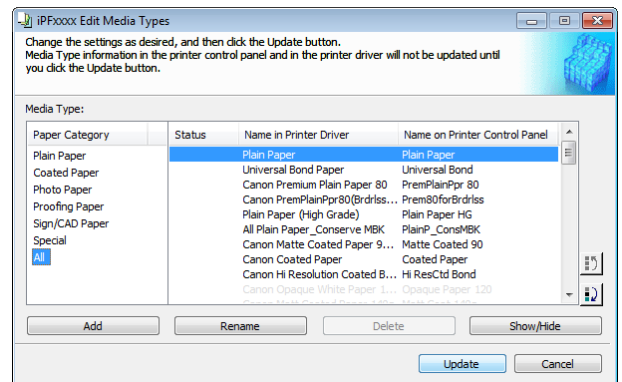 iPFxxxx Edit Media Types
Change the settings as desired, and then click the Update button.
Media Type information in the printer control panel and in the printer driver will not be updated until
you click the Update button.
Media Type:
Paper Category Status Name in Printer Driver Name on Printer Control Panel
Plain Paper Plain Paper Plain Paper
Coated Paper Universal Bond Paper Universal Bond
Photo Paper Canon Premium Plain Paper 80 PremPlainPpr 80
Proofing Paper Canon PremPlainPpr80(Brdrlss... Prem80forBrdrlss
Sign/CAD Paper Plain Paper (High Grade) Plain Paper HG
Special All Plain Paper_Conserve MBK PlainP_ConsMBK
All Canon Matte Coated Paper 9... Matte Coated 90
Canon Coated Paper Coated Paper
Canon Hi Resolution Coated B... Hi ResCtd Bond
Canon Opaque White Paper 1... Opaque Paper 120
Add Rename Delete Show/Hide
Update Cancel